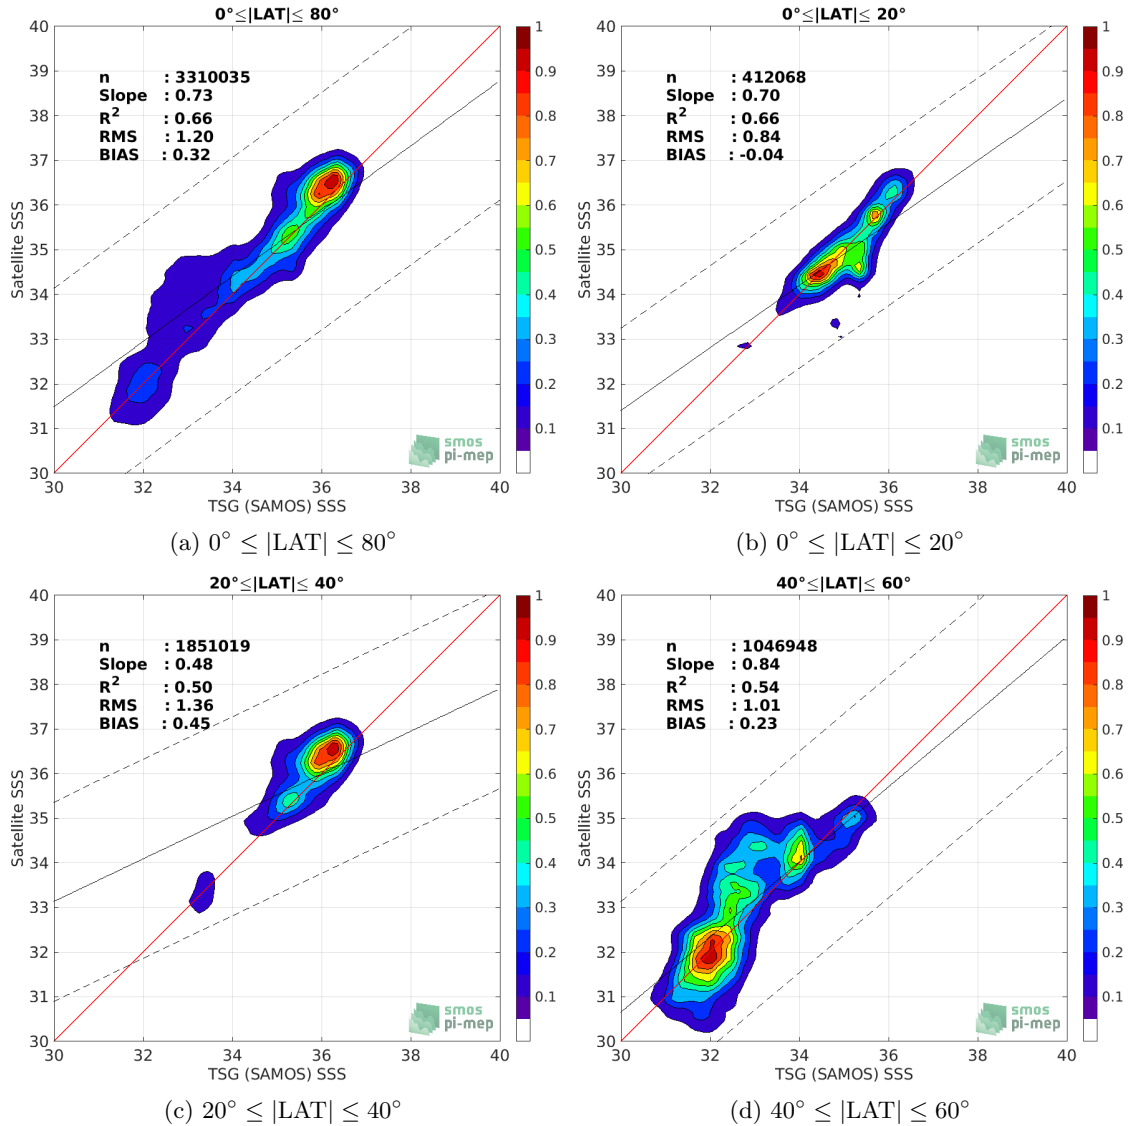 0°≤|LAT|≤ 80°
40
39
38
37
36
35
34
33
32
31
30
Satellite SSS
n : 3310035
Slope : 0.73
R² : 0.66
RMS : 1.20
BIAS : 0.32
smos
pi-mep
30 32 34 36 38 40
TSG (SAMOS) SSS
1
0.9
0.8
0.7
0.6
0.5
0.4
0.3
0.2
0.1
(a) 0° ≤ |LAT| ≤ 80°
0°≤|LAT|≤ 20°
40
39
38
37
36
35
34
33
32
31
30
Satellite SSS
n : 412068
Slope : 0.70
R² : 0.66
RMS : 0.84
BIAS : -0.04
smos
pi-mep
30 32 34 36 38 40
TSG (SAMOS) SSS
1
0.9
0.8
0.7
0.6
0.5
0.4
0.3
0.2
0.1
(b) 0° ≤ |LAT| ≤ 20°
20°≤|LAT|≤ 40°
40
39
38
37
36
35
34
33
32
31
30
Satellite SSS
n : 1851019
Slope : 0.48
R² : 0.50
RMS : 1.36
BIAS : 0.45
smos
pi-mep
30 32 34 36 38 40
TSG (SAMOS) SSS
1
0.9
0.8
0.7
0.6
0.5
0.4
0.3
0.2
0.1
(c) 20° ≤ |LAT| ≤ 40°
40°≤|LAT|≤ 60°
40
39
38
37
36
35
34
33
32
31
30
Satellite SSS
n : 1046948
Slope : 0.84
R² : 0.54
RMS : 1.01
BIAS : 0.23
smos
pi-mep
30 32 34 36 38 40
TSG (SAMOS) SSS
1
0.9
0.8
0.7
0.6
0.5
0.4
0.3
0.2
0.1
(d) 40° ≤ |LAT| ≤ 60°